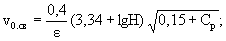 v₀.св = 0,4/ε (3,34 + lgH) √(0,15 + Cₚ);